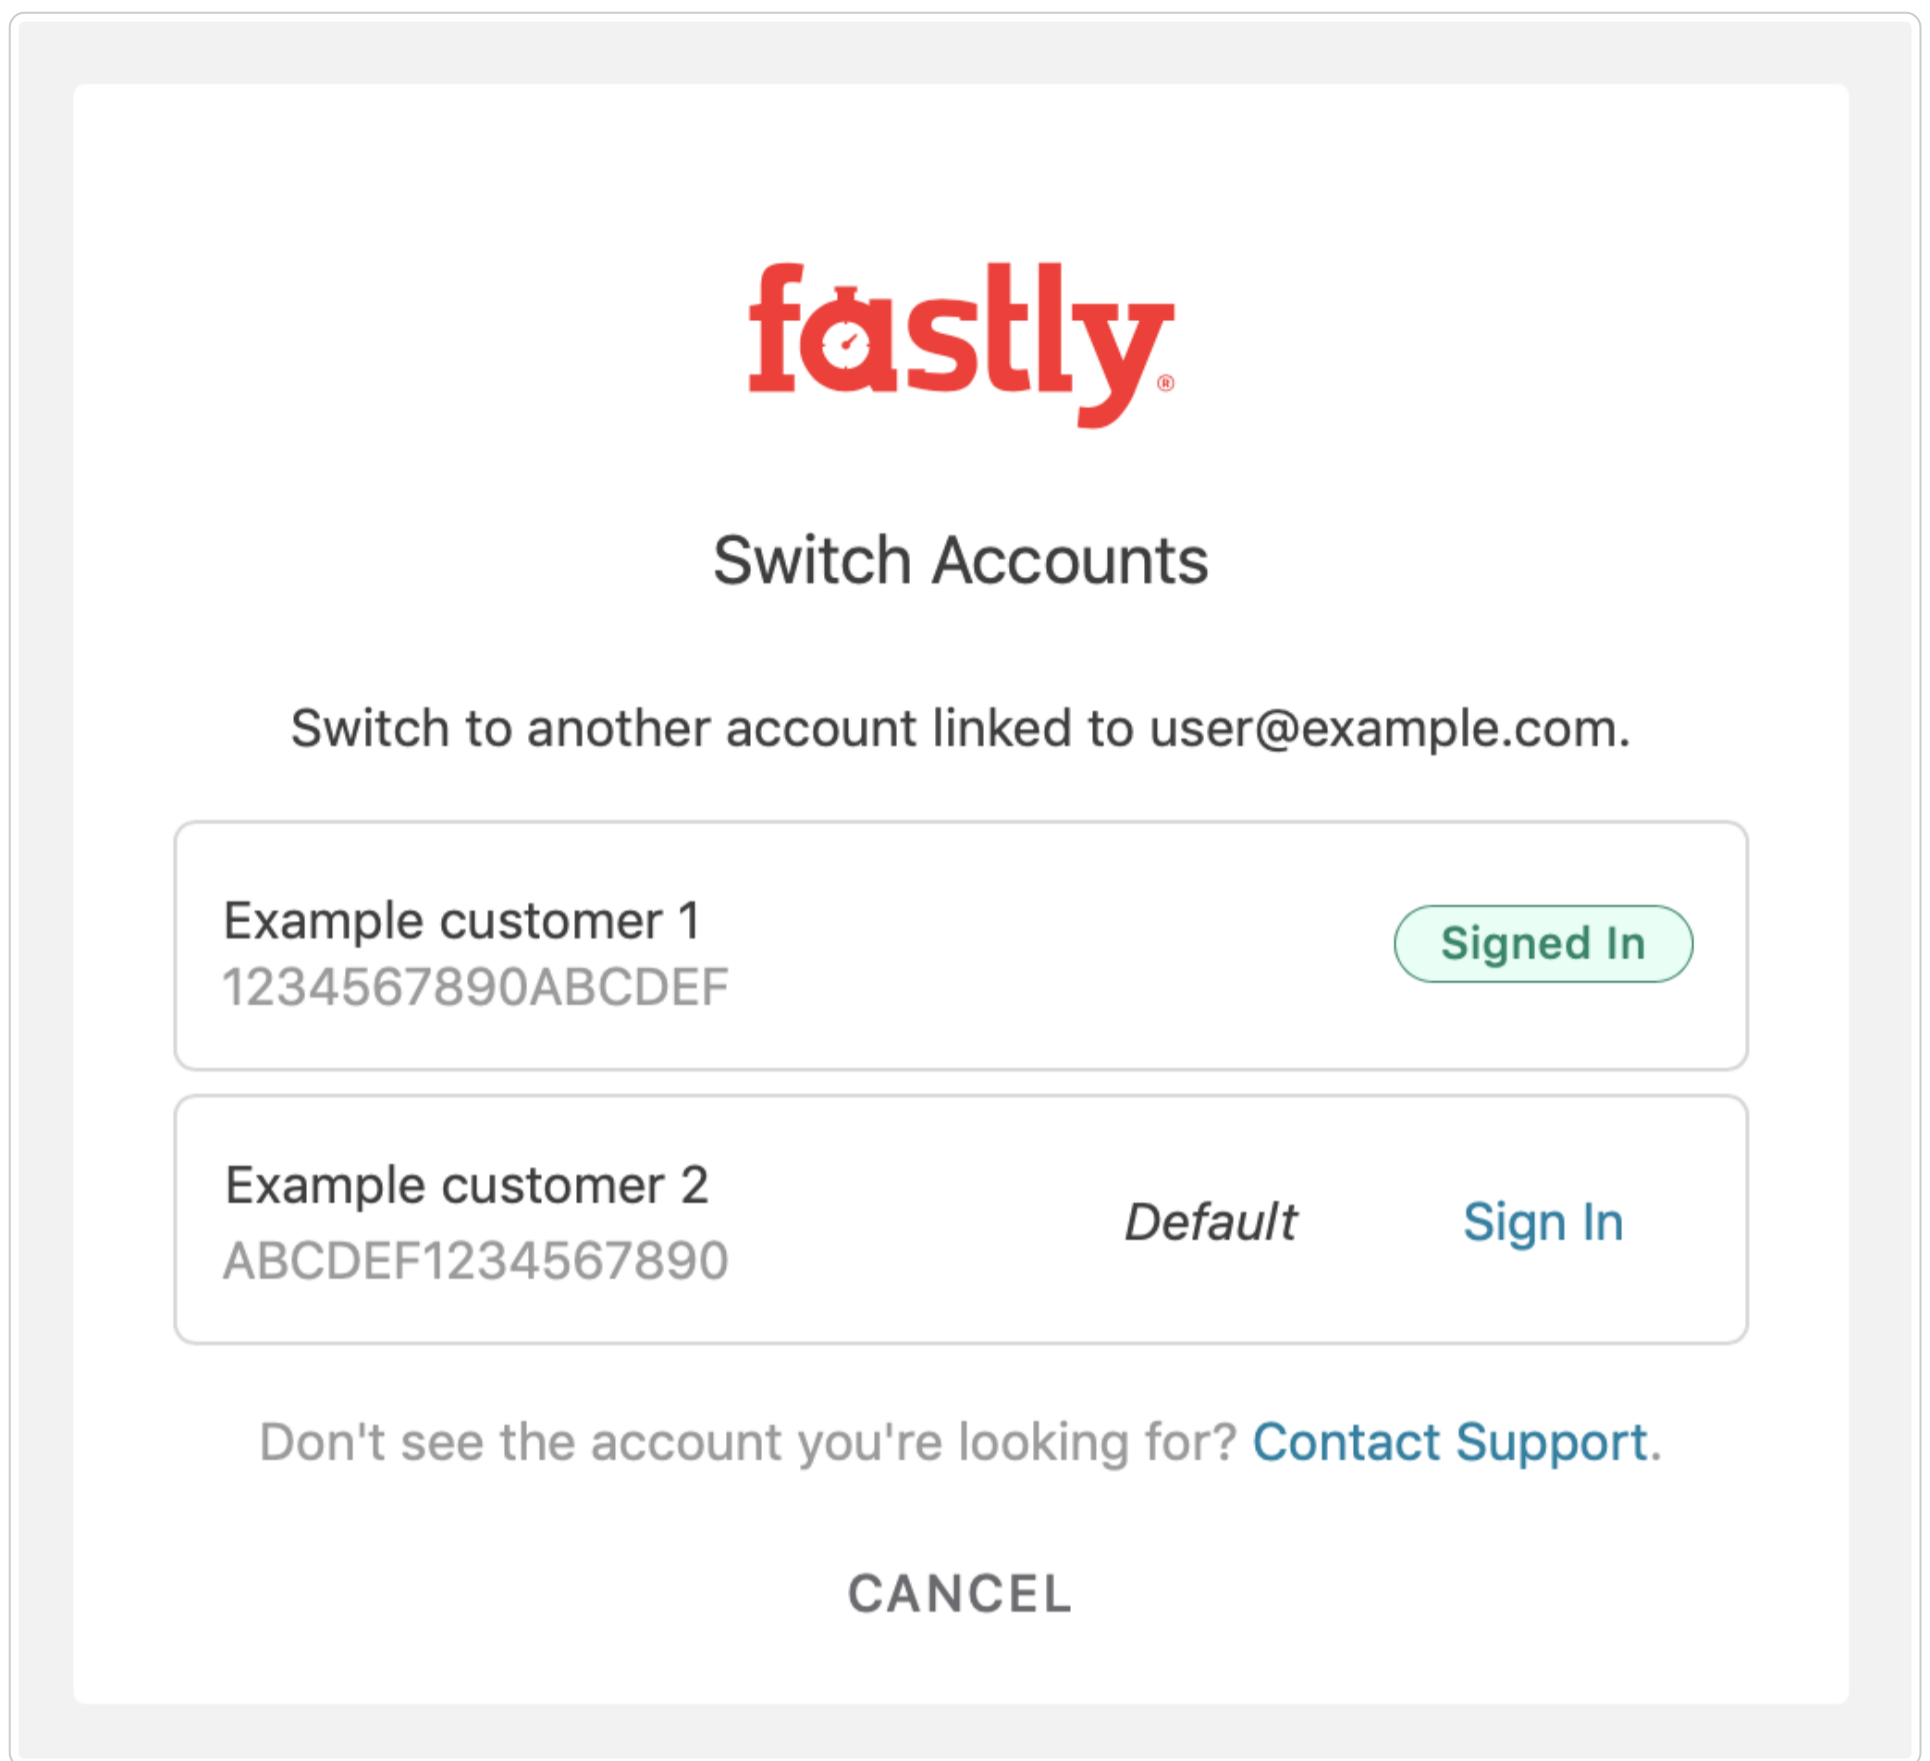 fastly®
Switch Accounts
Switch to another account linked to user@example.com.
Example customer 1
1234567890ABCDEF
Signed In
Example customer 2
ABCDEF1234567890
Default
Sign In
Don't see the account you're looking for? Contact Support.
CANCEL